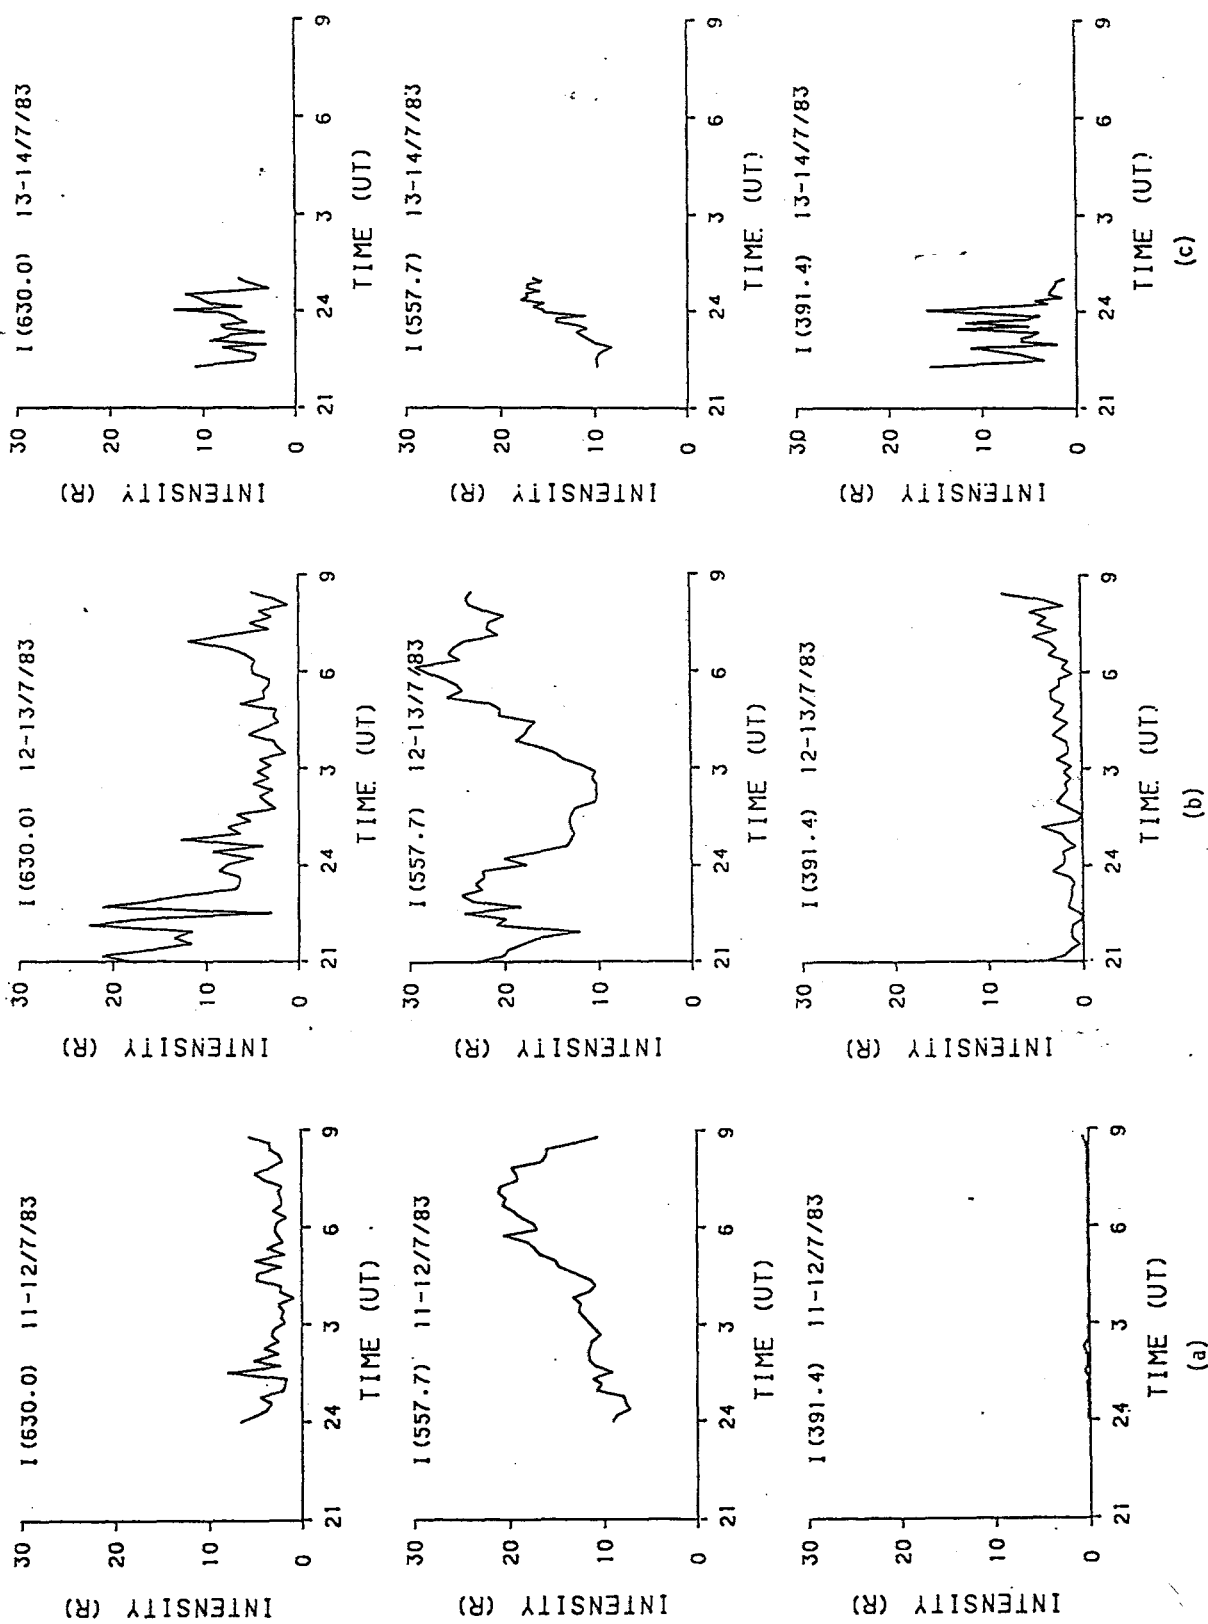 I(630.0) 11-12/7/83
INTENSITY (R)
30
20
10
0
21
24
3
6
9
TIME (UT)
I(557.7) 11-12/7/83
INTENSITY (R)
30
20
10
0
21
24
3
6
9
TIME (UT)
I(391.4) 11-12/7/83
INTENSITY (R)
30
20
10
0
21
24
3
6
9
TIME (UT)
(a)
I(630.0) 12-13/7/83
INTENSITY (R)
30
20
10
0
21
24
3
6
9
TIME (UT)
I(557.7) 12-13/7/83
INTENSITY (R)
30
20
10
0
21
24
3
6
9
TIME (UT)
I(391.4) 12-13/7/83
INTENSITY (R)
30
20
10
0
21
24
3
6
9
TIME (UT)
(b)
I(630.0) 13-14/7/83
INTENSITY (R)
30
20
10
0
21
24
3
6
9
TIME (UT)
I(557.7) 13-14/7/83
INTENSITY (R)
30
20
10
0
21
24
3
6
9
TIME (UT)
I(391.4) 13-14/7/83
INTENSITY (R)
30
20
10
0
21
24
3
6
9
TIME (UT)
(c)